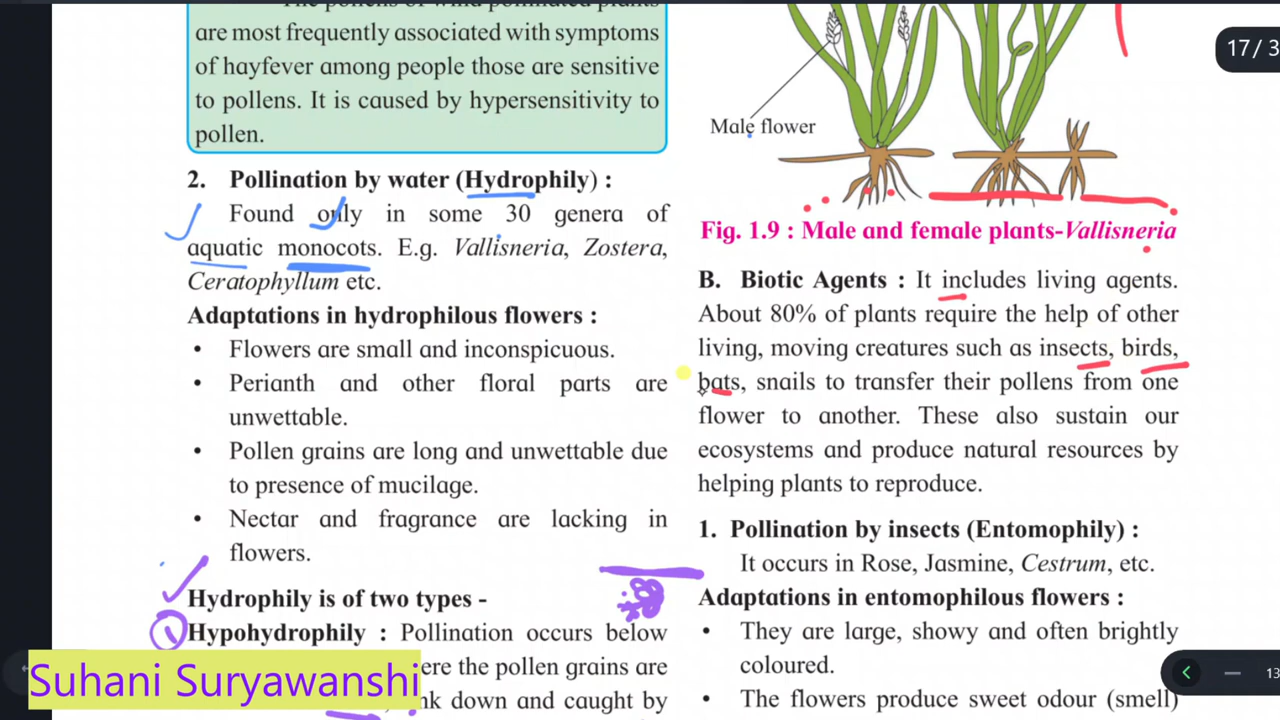 The pollens of wind pollinated plants
are most frequently associated with symptoms
of hayfever among people those are sensitive
to pollens. It is caused by hypersensitivity to
pollen.
2. Pollination by water (Hydrophily) :
Found only in some 30 genera of
aquatic monocots. E.g. Vallisneria, Zostera,
Ceratophyllum etc.
Adaptations in hydrophilous flowers :
• Flowers are small and inconspicuous.
• Perianth and other floral parts are
unwettable.
• Pollen grains are long and unwettable due
to presence of mucilage.
• Nectar and fragrance are lacking in
flowers.
Hydrophily is of two types -
1 Hypohydrophily : Pollination occurs below
ere the pollen grains are
nk down and caught by
Suhani Suryawanshi
17/3
Male flower
Fig. 1.9 : Male and female plants-Vallisneria
B. Biotic Agents : It includes living agents.
About 80% of plants require the help of other
living, moving creatures such as insects, birds,
bats, snails to transfer their pollens from one
flower to another. These also sustain our
ecosystems and produce natural resources by
helping plants to reproduce.
1. Pollination by insects (Entomophily) :
It occurs in Rose, Jasmine, Cestrum, etc.
Adaptations in entomophilous flowers :
• They are large, showy and often brightly
coloured.
• The flowers produce sweet odour (smell)
13